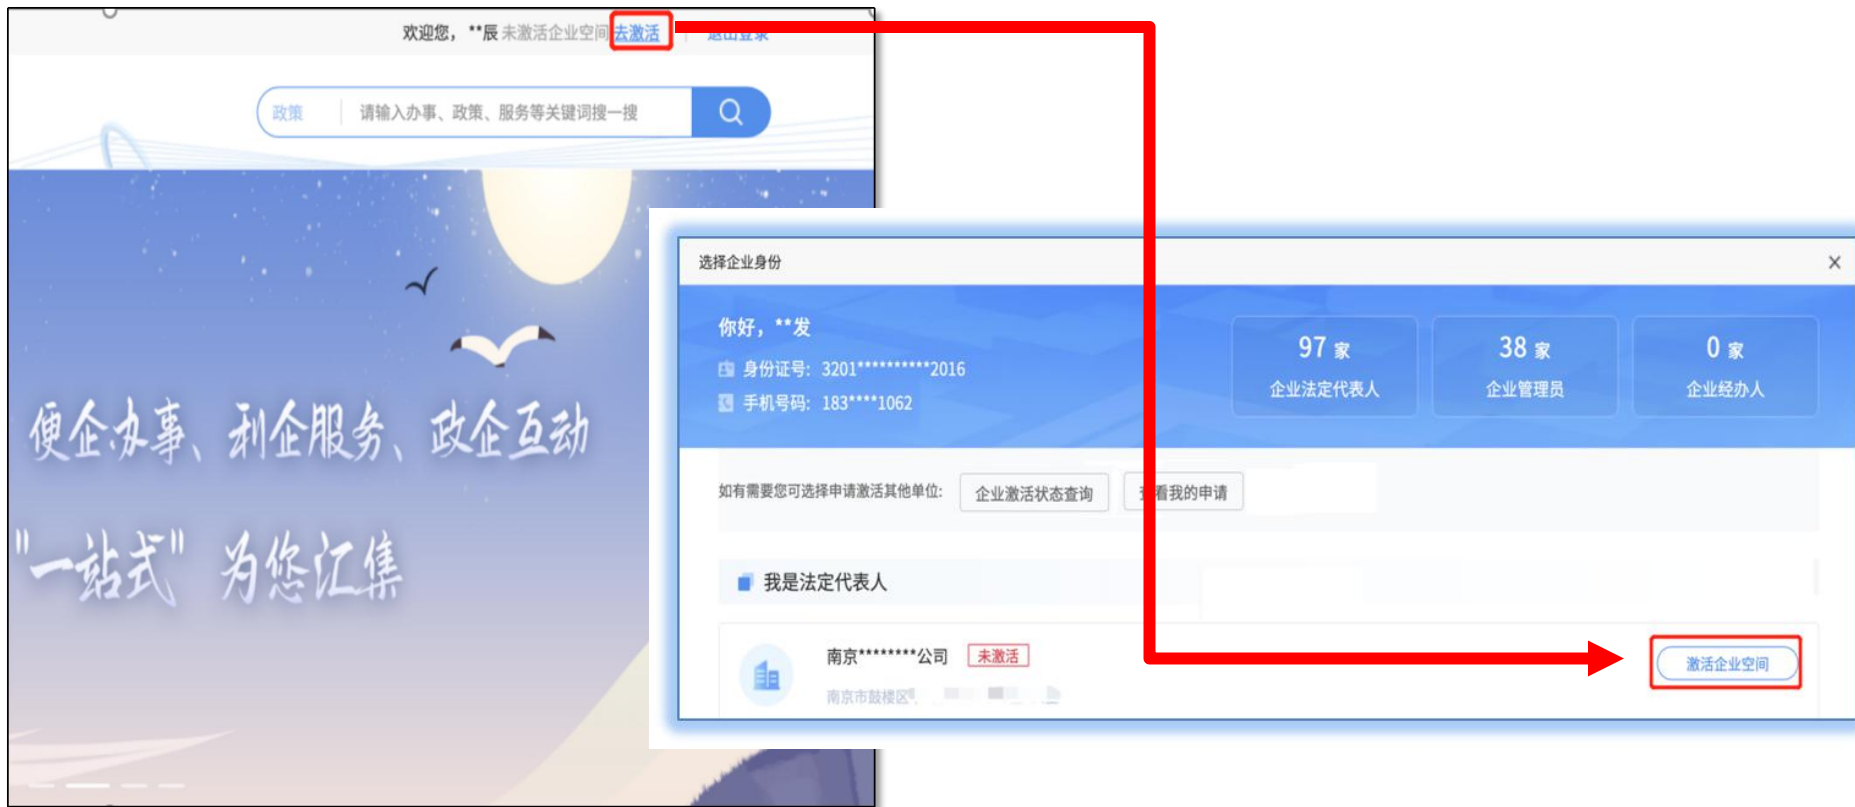 欢迎您，**辰 未激活企业空间 去激活 退出登录
政策 请输入办事、政策、服务等关键词搜一搜
便企办事、利企服务、政企互动
"一站式" 为您汇集
选择企业身份
你好，**发
身份证号: 3201**********2016
手机号码: 183****1062
97 家
企业法定代表人
38 家
企业管理员
0 家
企业经办人
如有需要您可选择申请激活其他单位: 企业激活状态查询 查看我的申请
我是法定代表人
南京********公司 未激活
南京市鼓楼区
激活企业空间